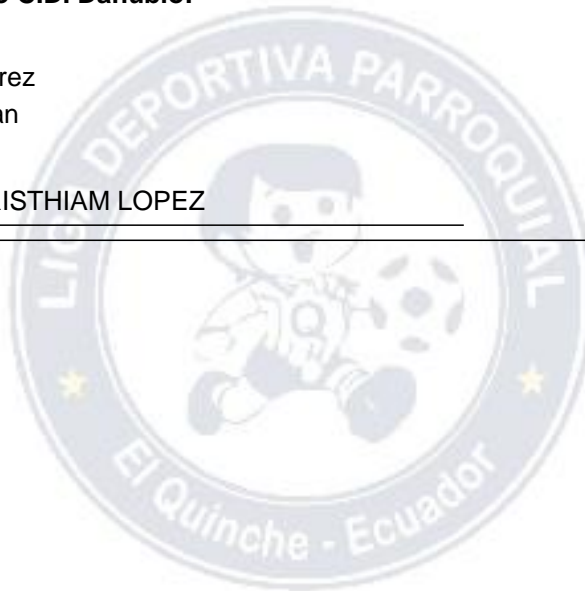 C.D. Danubio.
rez
an
ISTHIAM LOPEZ
LIGA DEPORTIVA PARROQUIAL
Q
El Quinche - Ecuador